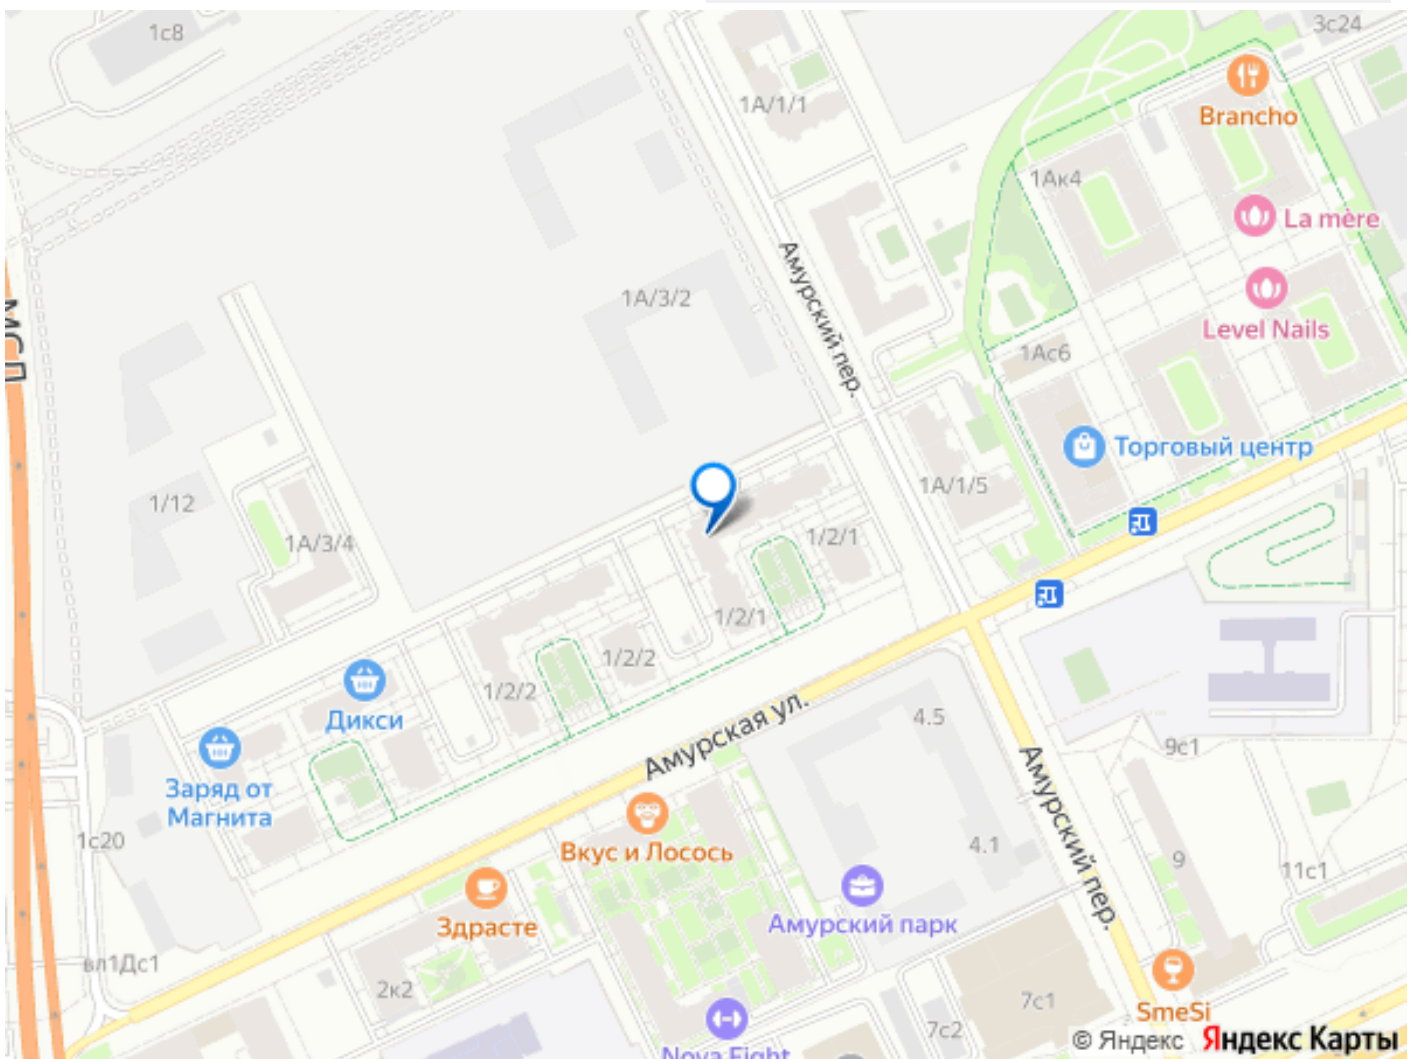 1с8
3с24
1А/1/1
Brancho
1Ак4
La mère
Амурский пер.
1А/3/2
Level Nails
МСД
1Ас6
Торговый центр
1А/1/5
1/12
1А/3/4
1/2/1
1/2/1
1/2/2
1/2/2
Дикси
4.5
Амурская ул.
9с1
Заряд от
Магнита
Амурский пер.
1с20
Вкус и Лосось
4.1
9
11с1
Здрасте
Амурский парк
вл1Дс1
2к2
7с1
SmeSi
7с2
Nova Fight
© Яндекс Яндекс Карты